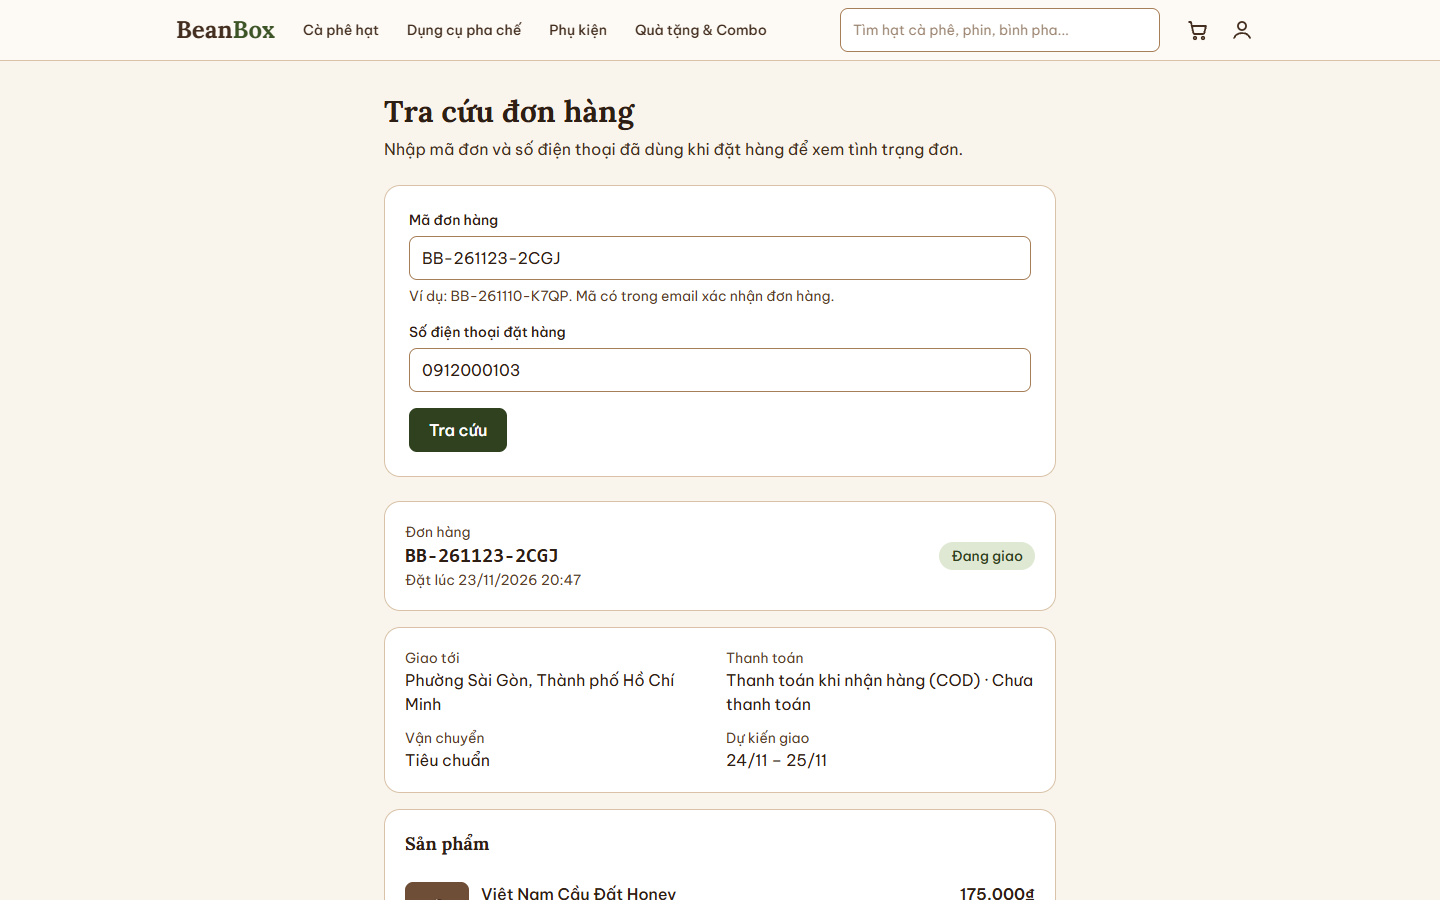 BeanBox
Cà phê hạt
Dụng cụ pha chế
Phụ kiện
Quà tặng & Combo
Tìm hạt cà phê, phin, bình pha...
Tra cứu đơn hàng
Nhập mã đơn và số điện thoại đã dùng khi đặt hàng để xem tình trạng đơn.
Mã đơn hàng
BB-261123-2CGJ
Ví dụ: BB-261110-K7QP. Mã có trong email xác nhận đơn hàng.
Số điện thoại đặt hàng
0912000103
Tra cứu
Đơn hàng
BB-261123-2CGJ
Đặt lúc 23/11/2026 20:47
Đang giao
Giao tới
Phường Sài Gòn, Thành phố Hồ Chí
Minh
Thanh toán
Thanh toán khi nhận hàng (COD) · Chưa
thanh toán
Vận chuyển
Tiêu chuẩn
Dự kiến giao
24/11 – 25/11
Sản phẩm
Việt Nam Cầu Đất Honey
175.000₫